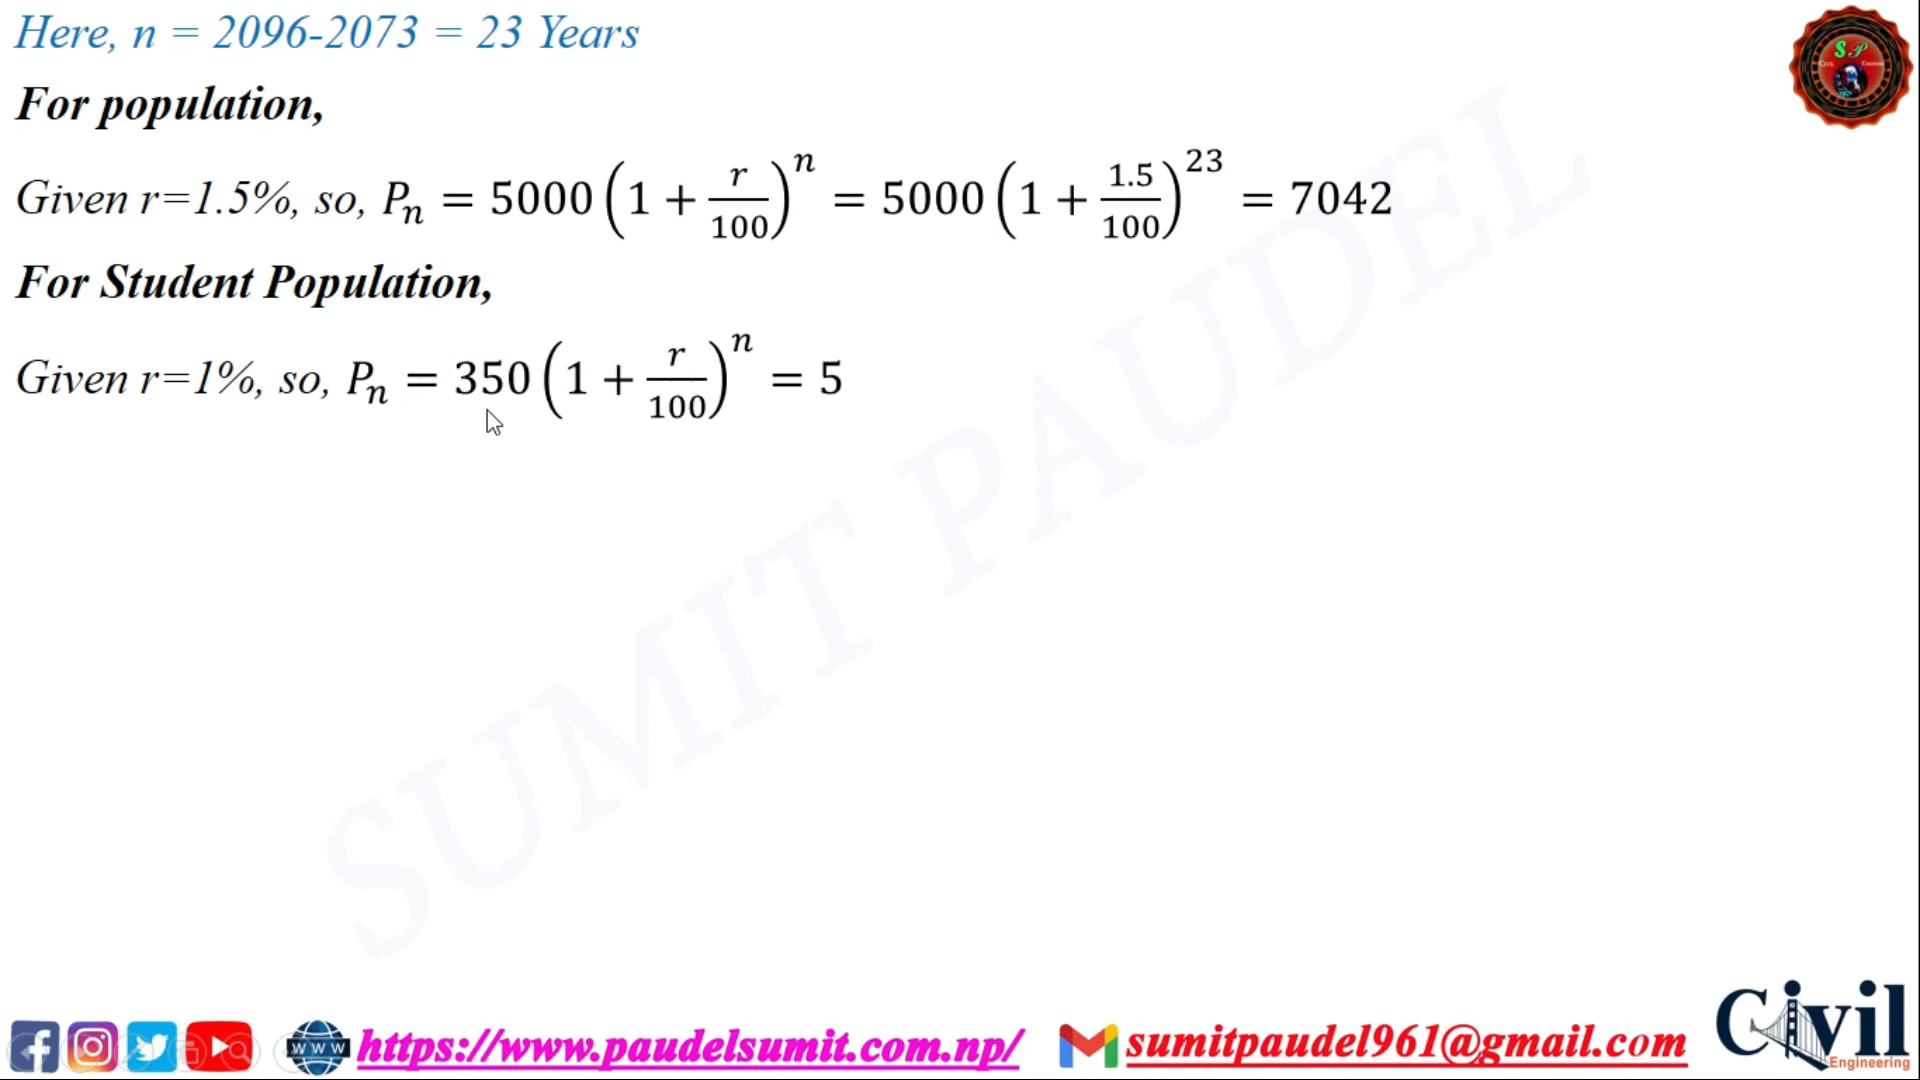 Here, n = 2096-2073 = 23 Years
For population,
Given r=1.5%, so, Pₙ = 5000(1 + r/100)ⁿ = 5000(1 + 1.5/100)²³ = 7042
For Student Population,
Given r=1%, so, Pₙ = 350(1 + r/100)ⁿ = 5
SUMIT PAUDEL
https://www.paudelsumit.com.np/
sumitpaudel961@gmail.com
Civil
Engineering
WWW
SP